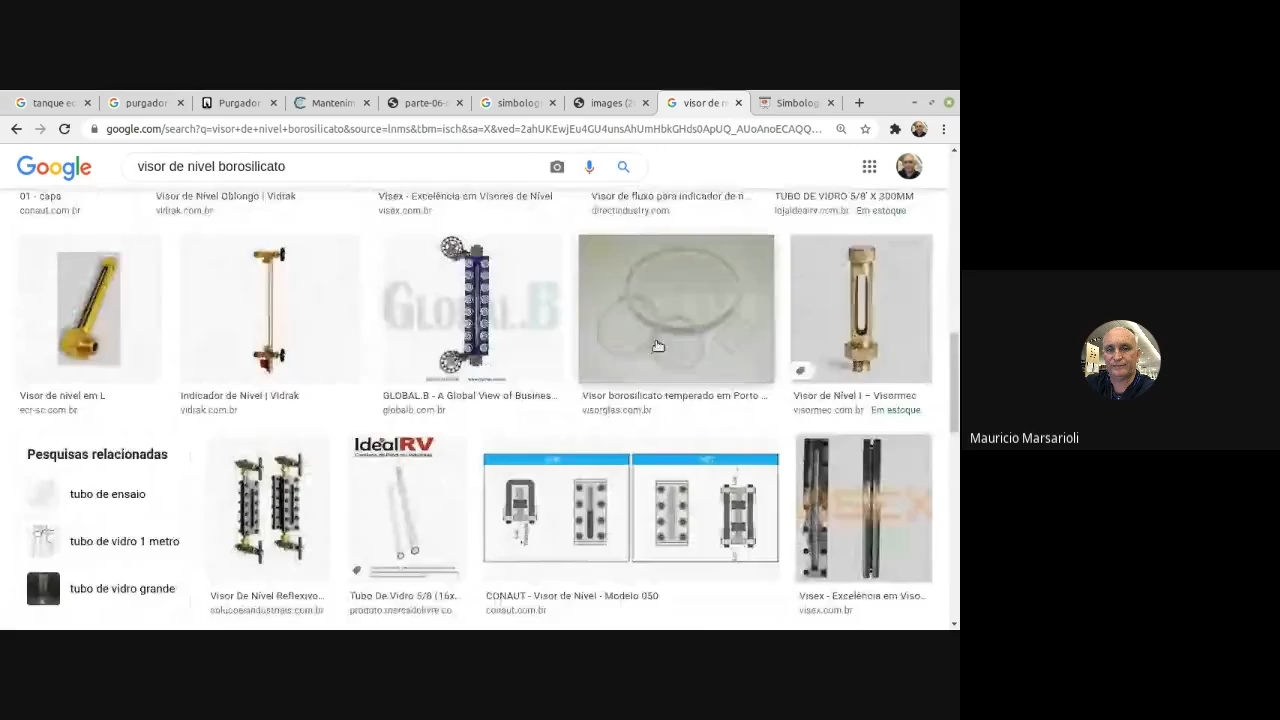 tanque ec
purgador
Purgador
Mantenim
parte-06-
simbolog
images (2
visor de n
Simbolog
google.com/search?q=visor+de+nivel+borosilicato&source=lnms&tbm=isch&sa=X&ved=2ahUKEwjEu4GU4unsAhUmHbkGHds0ApUQ_AUoAnoECAQQ...
Google
visor de nivel borosilicato
01 - capa
Visor de Nível Oblongo | Vidrak
Visex - Excelência em Visores de Nível
Visor de fluxo para indicador de n...
TUBO DE VIDRO 5/8' X 300MM
conaut.com.br
vidrak.com.br
visex.com.br
directindustry.com
lojaidealrv.com.br Em estoque
GLOBAL.B
Visor de nível em L
Indicador de Nível | Vidrak
GLOBAL.B - A Global View of Busines...
Visor borosilicato temperado em Porto ...
Visor de Nível I – Visormec
ecr-sc.com.br
vidrak.com.br
globalb.com.br
visorglas.com.br
visormec.com.br Em estoque
Pesquisas relacionadas
tubo de ensaio
tubo de vidro 1 metro
tubo de vidro grande
IdealRV
VISEX
Visor De Nível Reflexivo...
Tubo De Vidro 5/8 (16x...
CONAUT - Visor de Nível - Modelo 050
Visex - Excelência em Viso...
solucoesindustriais.com.br
produto.mercadolivre.co...
conaut.com.br
visex.com.br
Mauricio Marsarioli